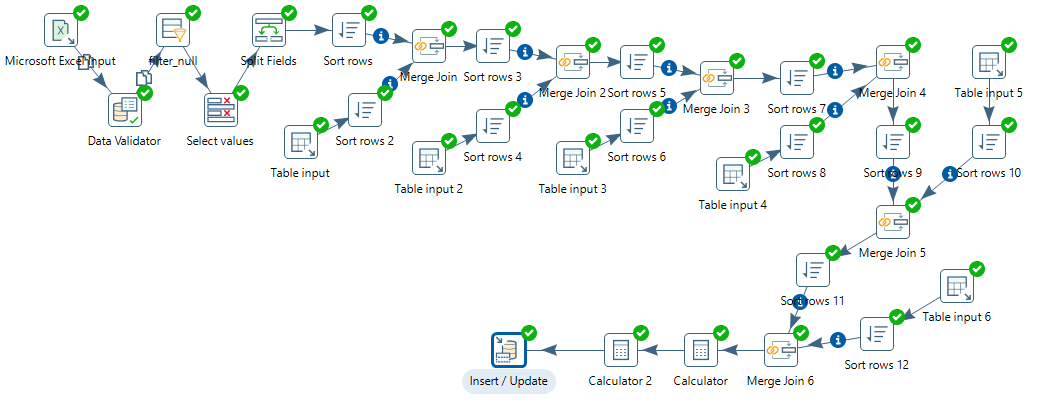 Microsoft Excel input
Data Validator
filter_null
Select values
Split Fields
Sort rows
Table input
Sort rows 2
Merge Join
Sort rows 3
Table input 2
Sort rows 4
Merge Join 2
Sort rows 5
Table input 3
Sort rows 6
Merge Join 3
Sort rows 7
Table input 4
Sort rows 8
Merge Join 4
Table input 5
Sort rows 9
Sort rows 10
Merge Join 5
Sort rows 11
Table input 6
Sort rows 12
Merge Join 6
Calculator
Calculator 2
Insert / Update